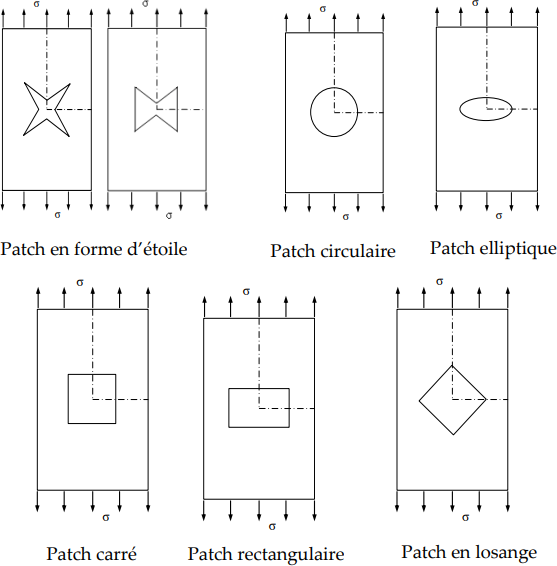 σ σ σ σ
σ σ σ σ
Patch en forme d’étoile Patch circulaire Patch elliptique
σ σ σ
σ σ σ
Patch carré Patch rectangulaire Patch en losange